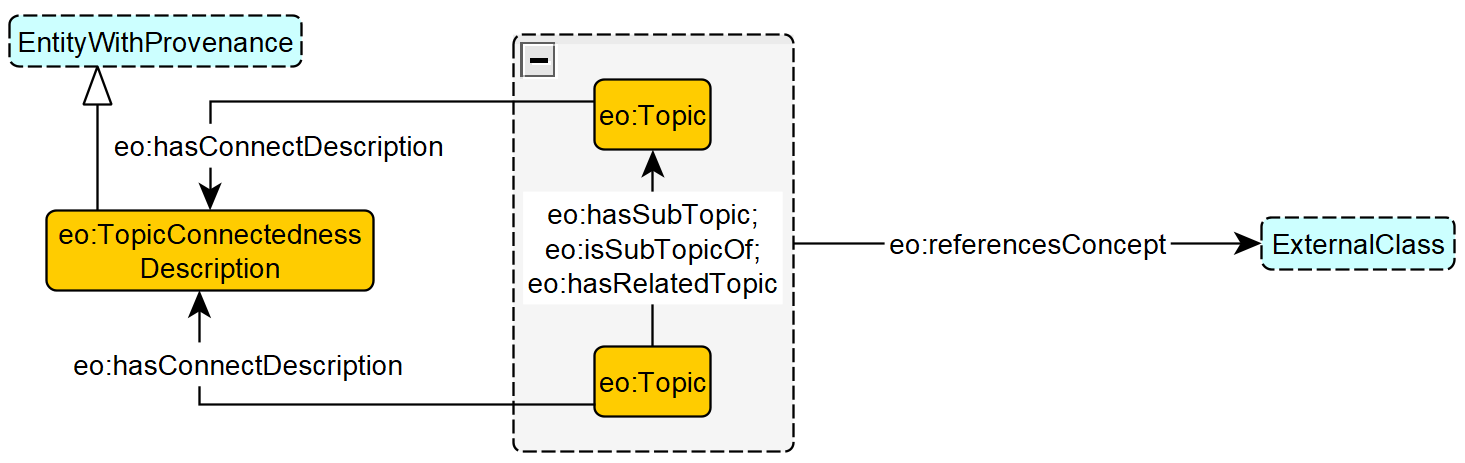 EntityWithProvenance
eo:Topic
eo:hasConnectDescription
eo:hasSubTopic;
eo:isSubTopicOf;
eo:hasRelatedTopic
eo:TopicConnectedness
Description
eo:referencesConcept
ExternalClass
eo:hasConnectDescription
eo:Topic